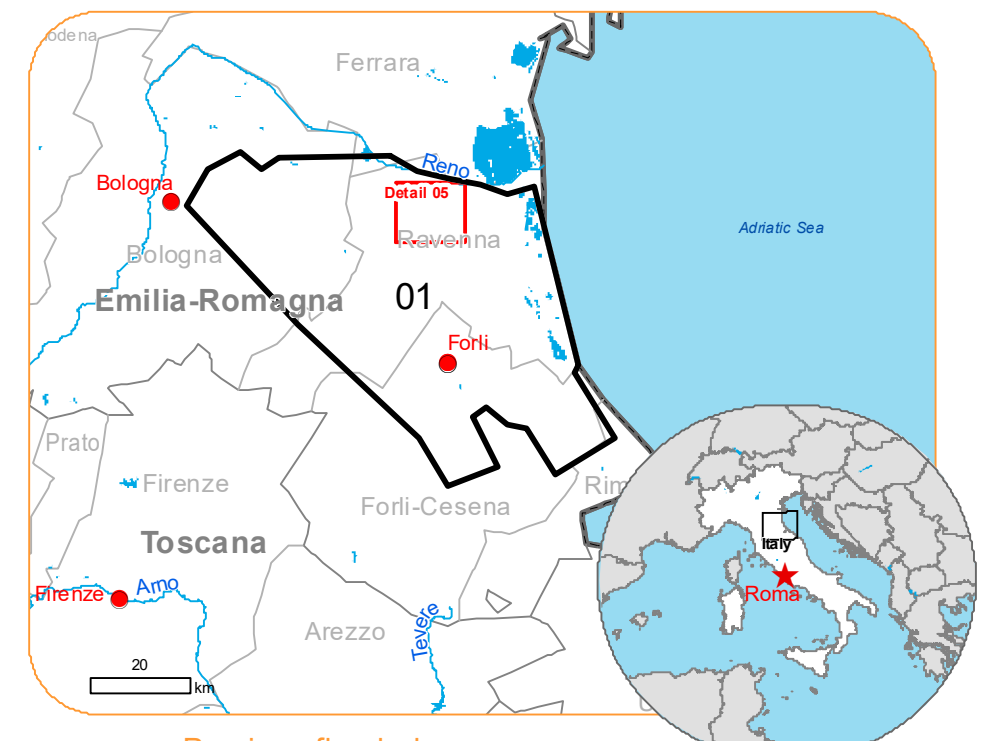 odena
Ferrara
Reno
Bologna
Detail 05
Adriatic Sea
Ravenna
Bologna
Emilia-Romagna
01
Forli
Prato
Firenze
Forli-Cesena
Rim
Toscana
Italy
Firenze
Arno
Roma
Tevere
Arezzo
20
km